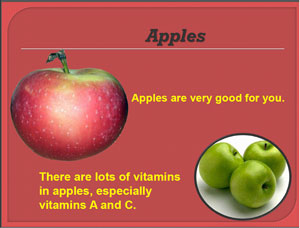 Apples
Apples are very good for you.
There are lots of vitamins
in apples, especially
vitamins A and C.